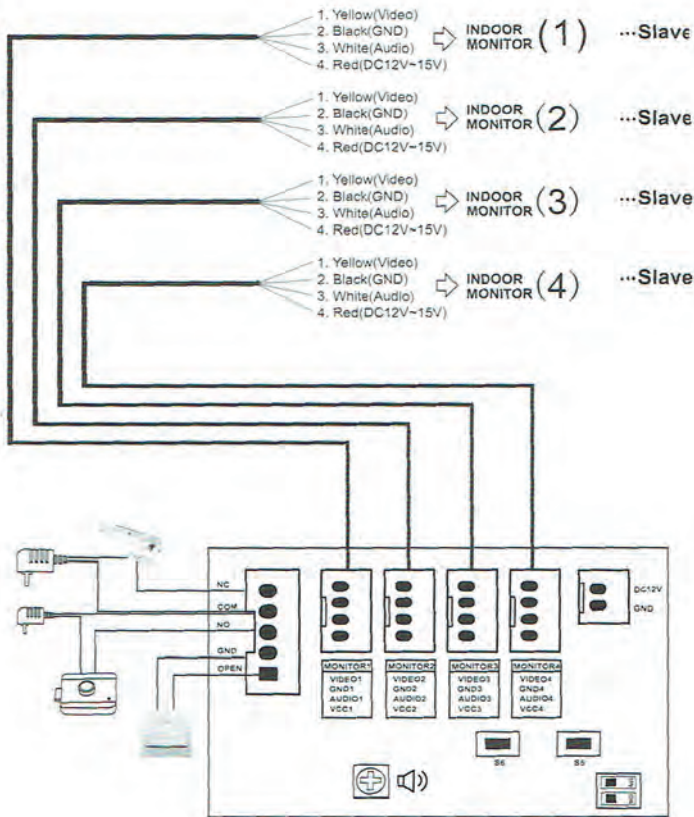 1. Yellow(Video)
2. Black(GND)
3. White(Audio)
4. Red(DC12V~15V)
INDOOR
MONITOR (1)
...Slave
1. Yellow(Video)
2. Black(GND)
3. White(Audio)
4. Red(DC12V~15V)
INDOOR
MONITOR (2)
...Slave
1. Yellow(Video)
2. Black(GND)
3. White(Audio)
4. Red(DC12V~15V)
INDOOR
MONITOR (3)
...Slave
1. Yellow(Video)
2. Black(GND)
3. White(Audio)
4. Red(DC12V~15V)
INDOOR
MONITOR (4)
...Slave
NC
COM
NO
GND
OPEN
MONITOR1
VIDEO1
GND1
AUDIO1
VCC1
MONITOR2
VIDEO2
GND2
AUDIO2
VCC2
MONITOR3
VIDEO3
GND3
AUDIO3
VCC3
MONITOR4
VIDEO4
GND4
AUDIO4
VCC4
DC12V
GND
S6
S5